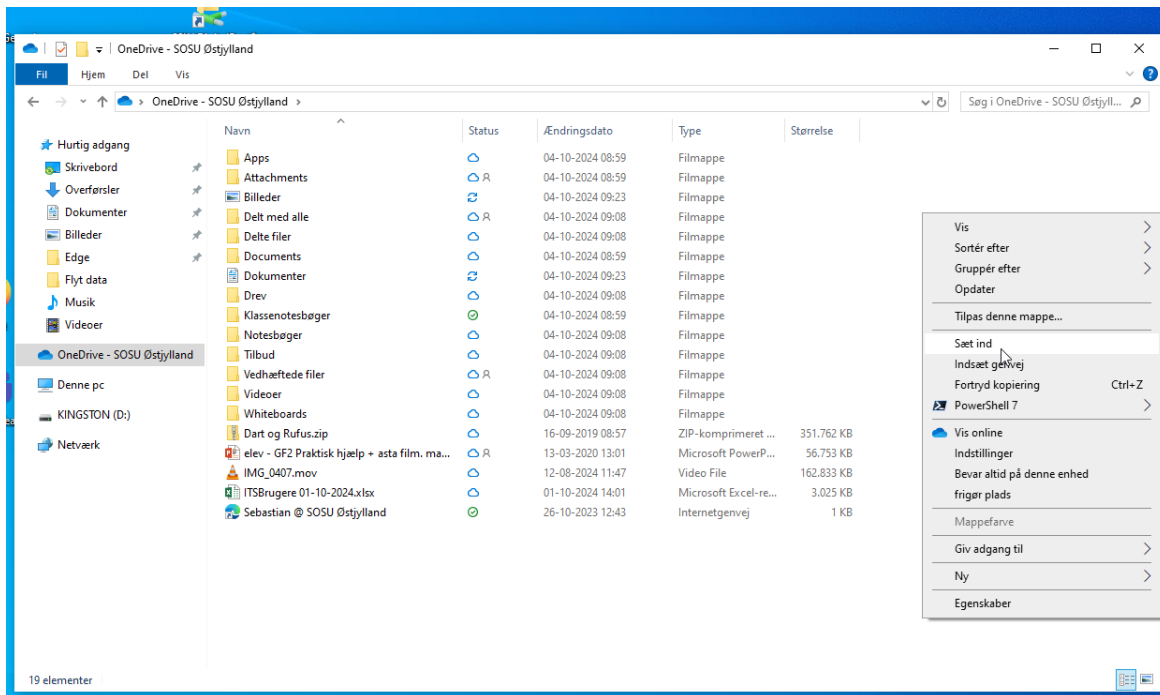 OneDrive - SOSU Østjylland
Fil Hjem Del Vis
OneDrive - SOSU Østjylland
Søg i OneDrive - SOSU Østjyll...
Hurtig adgang
Skrivebord
Overførsler
Dokumenter
Billeder
Edge
Flyt data
Musik
Videoer
OneDrive - SOSU Østjylland
Denne pc
KINGSTON (D:)
Netværk
Navn Status Ændringsdato Type Størrelse
Apps 04-10-2024 08:59 Filmappe
Attachments 04-10-2024 08:59 Filmappe
Billeder 04-10-2024 09:23 Filmappe
Delt med alle 04-10-2024 09:08 Filmappe
Delte filer 04-10-2024 09:08 Filmappe
Documents 04-10-2024 08:59 Filmappe
Dokumenter 04-10-2024 09:23 Filmappe
Drev 04-10-2024 09:08 Filmappe
Klassenotesbøger 04-10-2024 08:59 Filmappe
Notesbøger 04-10-2024 09:08 Filmappe
Tilbud 04-10-2024 09:08 Filmappe
Vedhæftede filer 04-10-2024 09:08 Filmappe
Videoer 04-10-2024 09:08 Filmappe
Whiteboards 04-10-2024 09:08 Filmappe
Dart og Rufus.zip 16-09-2019 08:57 ZIP-komprimeret ... 351.762 KB
elev - GF2 Praktisk hjælp + asta film. ma... 13-03-2020 13:01 Microsoft PowerP... 56.753 KB
IMG_0407.mov 12-08-2024 11:47 Video File 162.833 KB
ITSBrugere 01-10-2024.xlsx 01-10-2024 14:01 Microsoft Excel-re... 3.025 KB
Sebastian @ SOSU Østjylland 26-10-2023 12:43 Internetgenvej 1 KB
Vis
Sortér efter
Gruppér efter
Opdater
Tilpas denne mappe...
Sæt ind
Indsæt genvej
Fortryd kopiering Ctrl+Z
PowerShell 7
Vis online
Indstillinger
Bevar altid på denne enhed
frigør plads
Mappefarve
Giv adgang til
Ny
Egenskaber
19 elementer